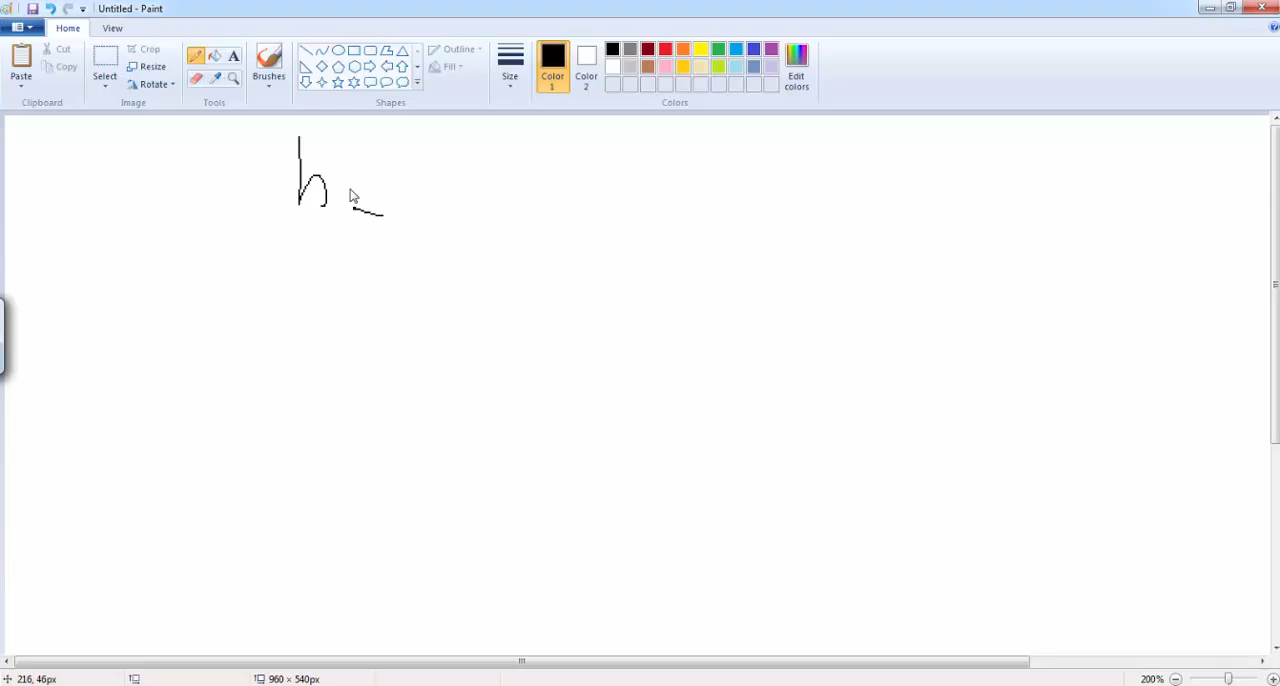 Untitled - Paint
Home View
Paste
Cut
Copy
Clipboard
Select
Crop
Resize
Rotate
Image
Tools
Brushes
Shapes
Outline
Fill
Size
Color 1
Color 2
Edit colors
Colors
h
216, 46px
960 × 540px
200%